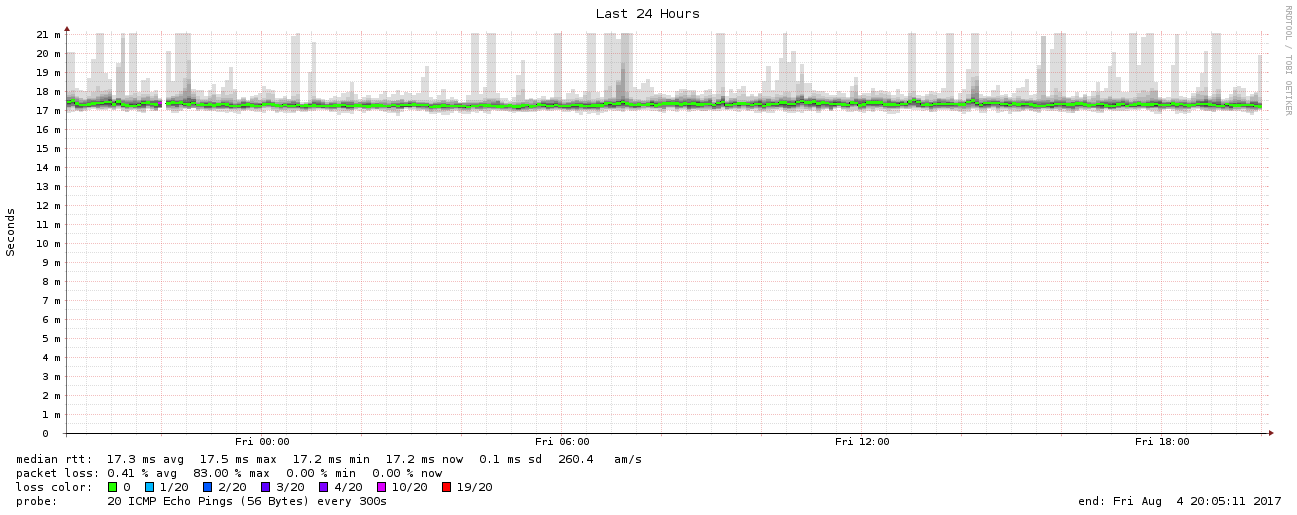 Last 24 Hours
RRDTOOL / TOBI OETIKER
Seconds
21 m
20 m
19 m
18 m
17 m
16 m
15 m
14 m
13 m
12 m
11 m
10 m
9 m
8 m
7 m
6 m
5 m
4 m
3 m
2 m
1 m
0
Fri 00:00 Fri 06:00 Fri 12:00 Fri 18:00
median rtt: 17.3 ms avg 17.5 ms max 17.2 ms min 17.2 ms now 0.1 ms sd 260.4 am/s
packet loss: 0.41 % avg 83.00 % max 0.00 % min 0.00 % now
loss color: 0 1/20 2/20 3/20 4/20 10/20 19/20
probe: 20 ICMP Echo Pings (56 Bytes) every 300s end: Fri Aug 4 20:05:11 2017